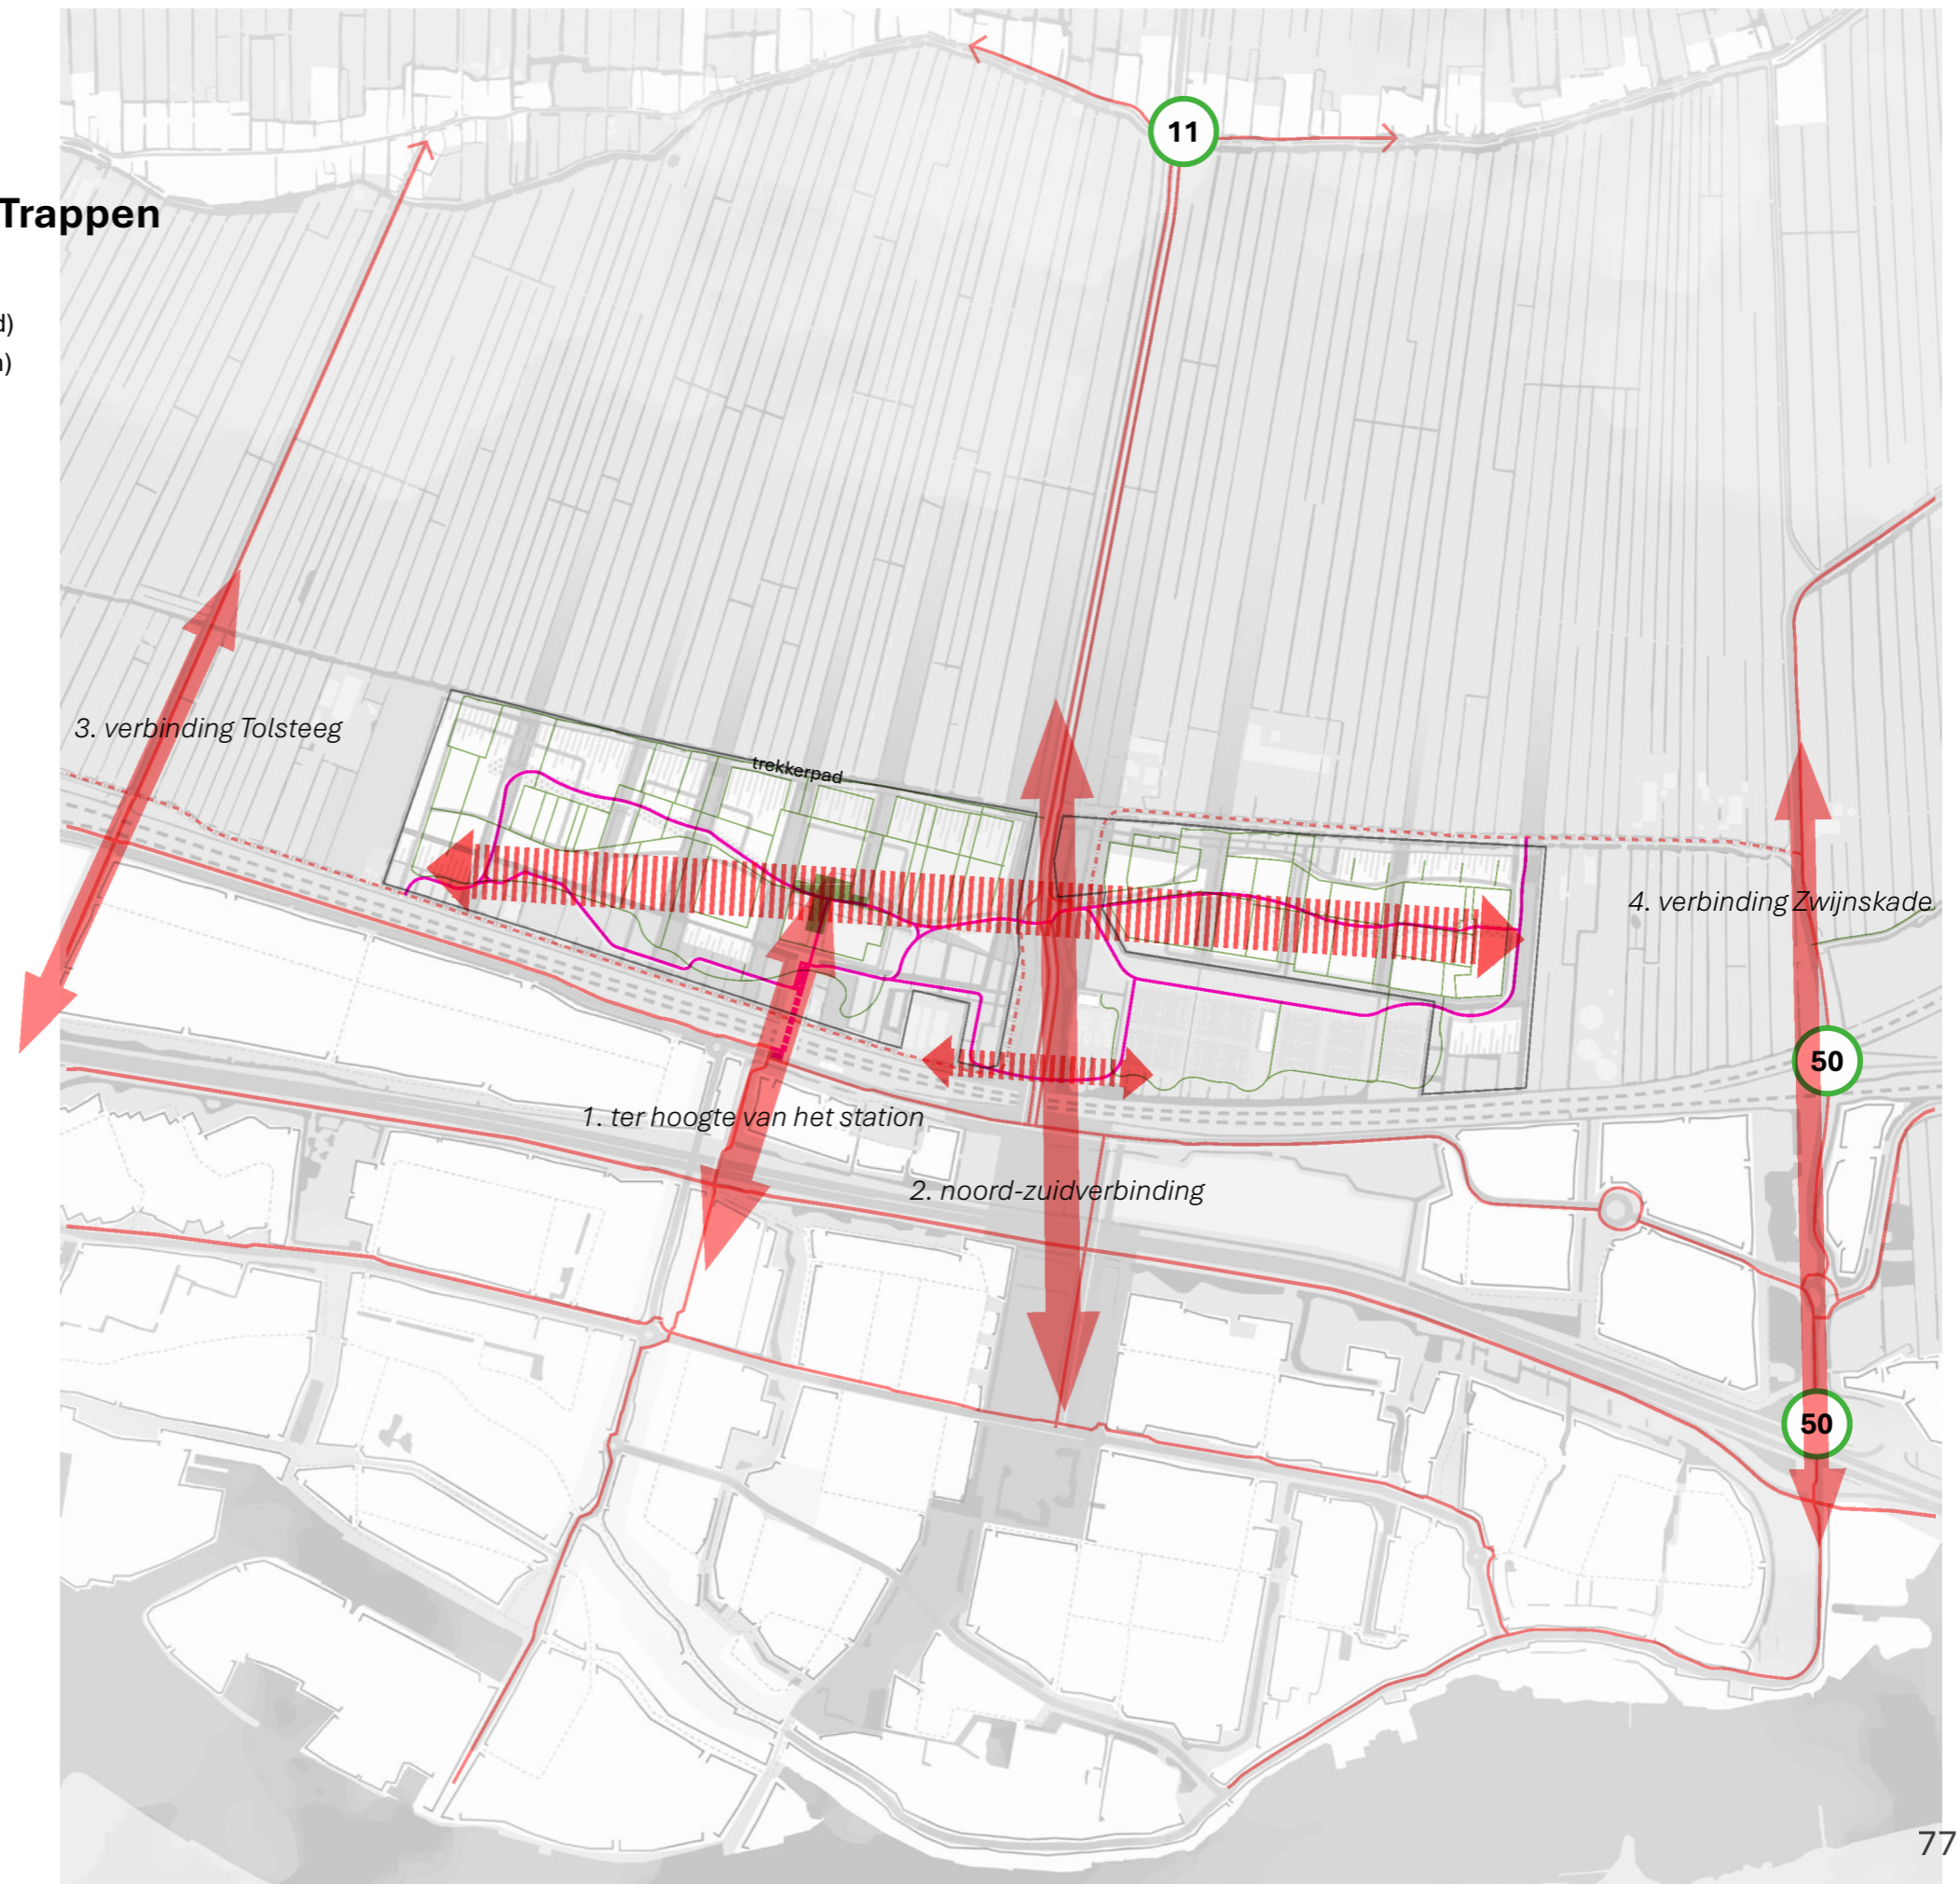 11
Trappen
d)
n)
3. verbinding Tolsteeg
trekkerpad
4. verbinding Zwijnskade
50
1. ter hoogte van het station
2. noord-zuidverbinding
50
77